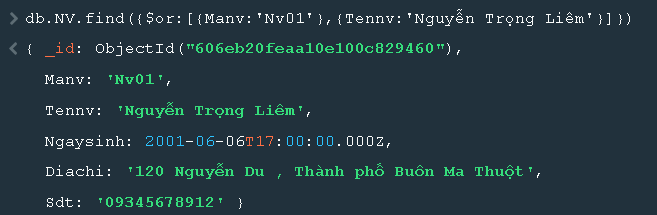 > db.NV.find({$or:[{Manv:'Nv01'},{Tennv:'Nguyễn Trọng Liêm'}]})
< { _id: ObjectId("606eb20feaa10e100c829460"),
Manv: 'Nv01',
Tennv: 'Nguyễn Trọng Liêm',
Ngaysinh: 2001-06-06T17:00:00.000Z,
Diachi: '120 Nguyễn Du , Thành phố Buôn Ma Thuột',
Sdt: '09345678912' }